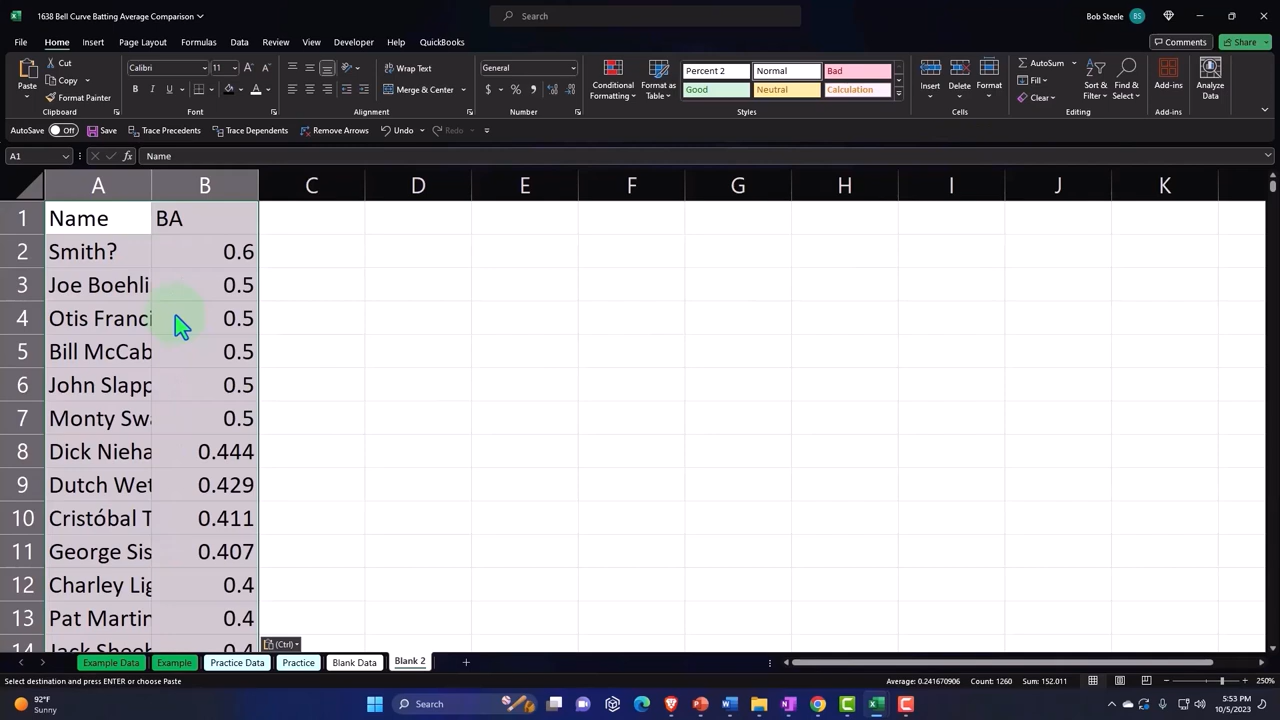 1638 Bell Curve Batting Average Comparison
Search
Bob Steele
BS
File
Home
Insert
Page Layout
Formulas
Data
Review
View
Developer
Help
QuickBooks
Comments
Share
Paste
Cut
Copy
Format Painter
Clipboard
Calibri
11
Font
Wrap Text
Merge & Center
Alignment
General
Number
Conditional Formatting
Format as Table
Percent 2
Normal
Bad
Good
Neutral
Calculation
Styles
Insert
Delete
Format
Cells
AutoSum
Fill
Clear
Sort & Filter
Find & Select
Editing
Add-ins
Add-ins
Analyze Data
AutoSave Off
Save
Trace Precedents
Trace Dependents
Remove Arrows
Undo
Redo
A1
Name
A B C D E F G H I J K
1 Name BA
2 Smith? 0.6
3 Joe Boehli 0.5
4 Otis Franci 0.5
5 Bill McCab 0.5
6 John Slapp 0.5
7 Monty Swa 0.5
8 Dick Nieha 0.444
9 Dutch Wet 0.429
10 Cristóbal T 0.411
11 George Sis 0.407
12 Charley Lig 0.4
13 Pat Martin 0.4
14 Jack Sheeh 0.4
(Ctrl)
Example Data
Example
Practice Data
Practice
Blank Data
Blank 2
Select destination and press ENTER or choose Paste
Average: 0.241670906
Count: 1260
Sum: 152.011
250%
92°F
Sunny
Search
5:53 PM
10/5/2023